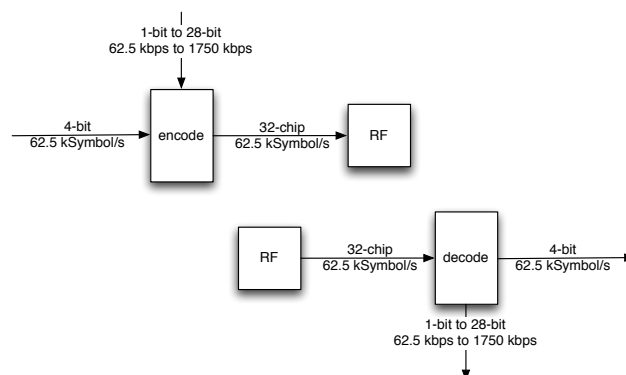 1-bit to 28-bit
62.5 kbps to 1750 kbps
4-bit
62.5 kSymbol/s
encode
32-chip
62.5 kSymbol/s
RF
RF
32-chip
62.5 kSymbol/s
decode
4-bit
62.5 kSymbol/s
1-bit to 28-bit
62.5 kbps to 1750 kbps